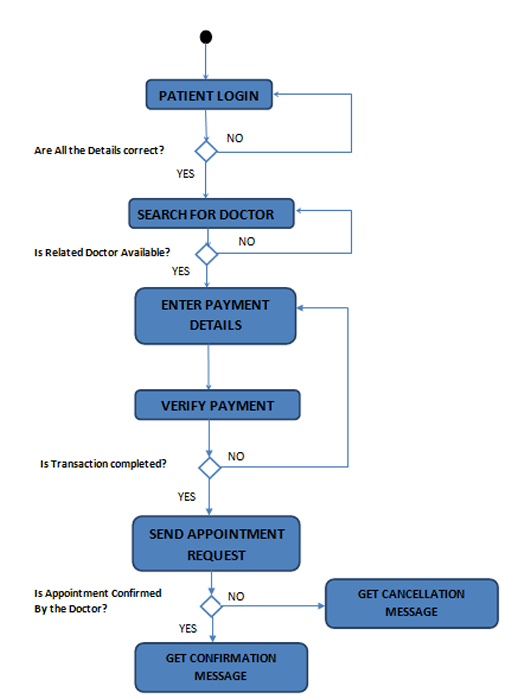 PATIENT LOGIN
NO
Are All the Details correct?
YES
SEARCH FOR DOCTOR
NO
Is Related Doctor Available?
YES
ENTER PAYMENT
DETAILS
VERIFY PAYMENT
NO
Is Transaction completed?
YES
SEND APPOINTMENT
REQUEST
Is Appointment Confirmed
By the Doctor?
NO
GET CANCELLATION
MESSAGE
YES
GET CONFIRMATION
MESSAGE